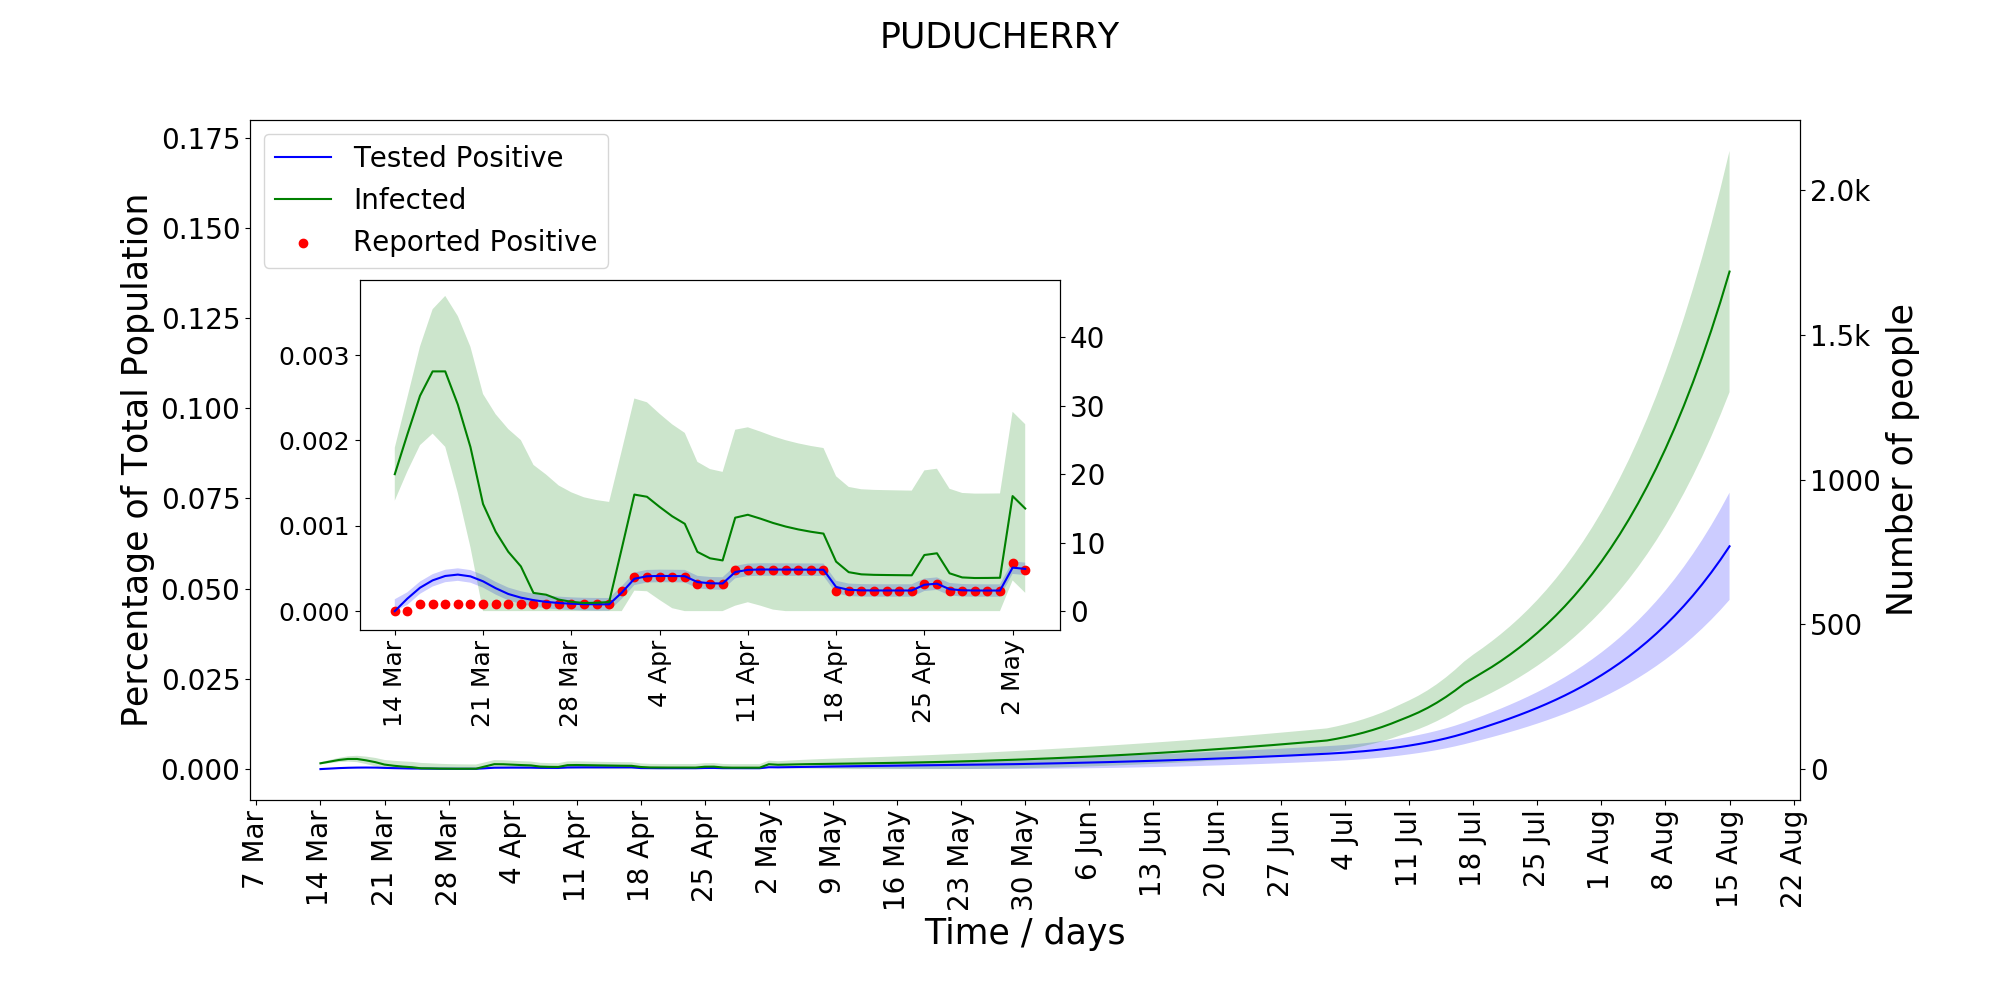 PUDUCHERRY
Tested Positive
Infected
Reported Positive
Percentage of Total Population
0.175
0.150
0.125
0.100
0.075
0.050
0.025
0.000
0.003
0.002
0.001
0.000
40
30
20
10
0
14 Mar
21 Mar
28 Mar
4 Apr
11 Apr
18 Apr
25 Apr
2 May
2.0k
1.5k
1000
500
0
Number of people
7 Mar
14 Mar
21 Mar
28 Mar
4 Apr
11 Apr
18 Apr
25 Apr
2 May
9 May
16 May
23 May
30 May
6 Jun
13 Jun
20 Jun
27 Jun
4 Jul
11 Jul
18 Jul
25 Jul
1 Aug
8 Aug
15 Aug
22 Aug
Time / days